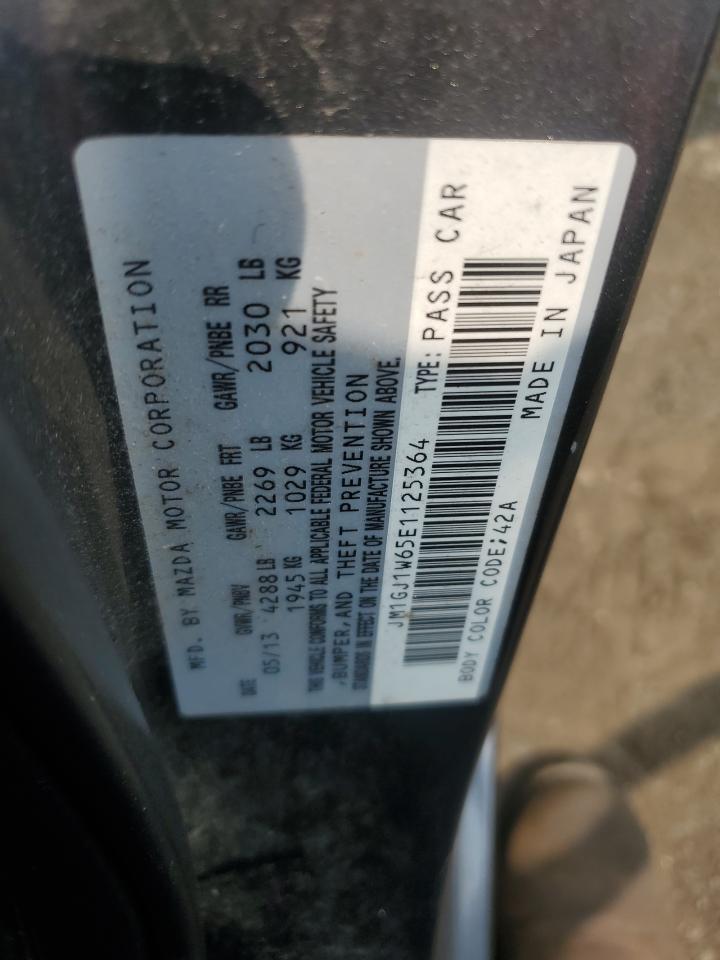 MFD. BY MAZDA MOTOR CORPORATION
DATE GVWR/PNBV GAWR/PNBE FRT GAWR/PNBE RR
05/13 4288 LB 2269 LB 2030 LB
1945 KG 1029 KG 921 KG
THIS VEHICLE CONFORMS TO ALL APPLICABLE FEDERAL MOTOR VEHICLE SAFETY
,BUMPER, AND THEFT PREVENTION
STANDARDS IN EFFECT ON THE DATE OF MANUFACTURE SHOWN ABOVE.
JM1GJ1W65E1125364 TYPE: PASS CAR
BODY COLOR CODE;42A MADE IN JAPAN